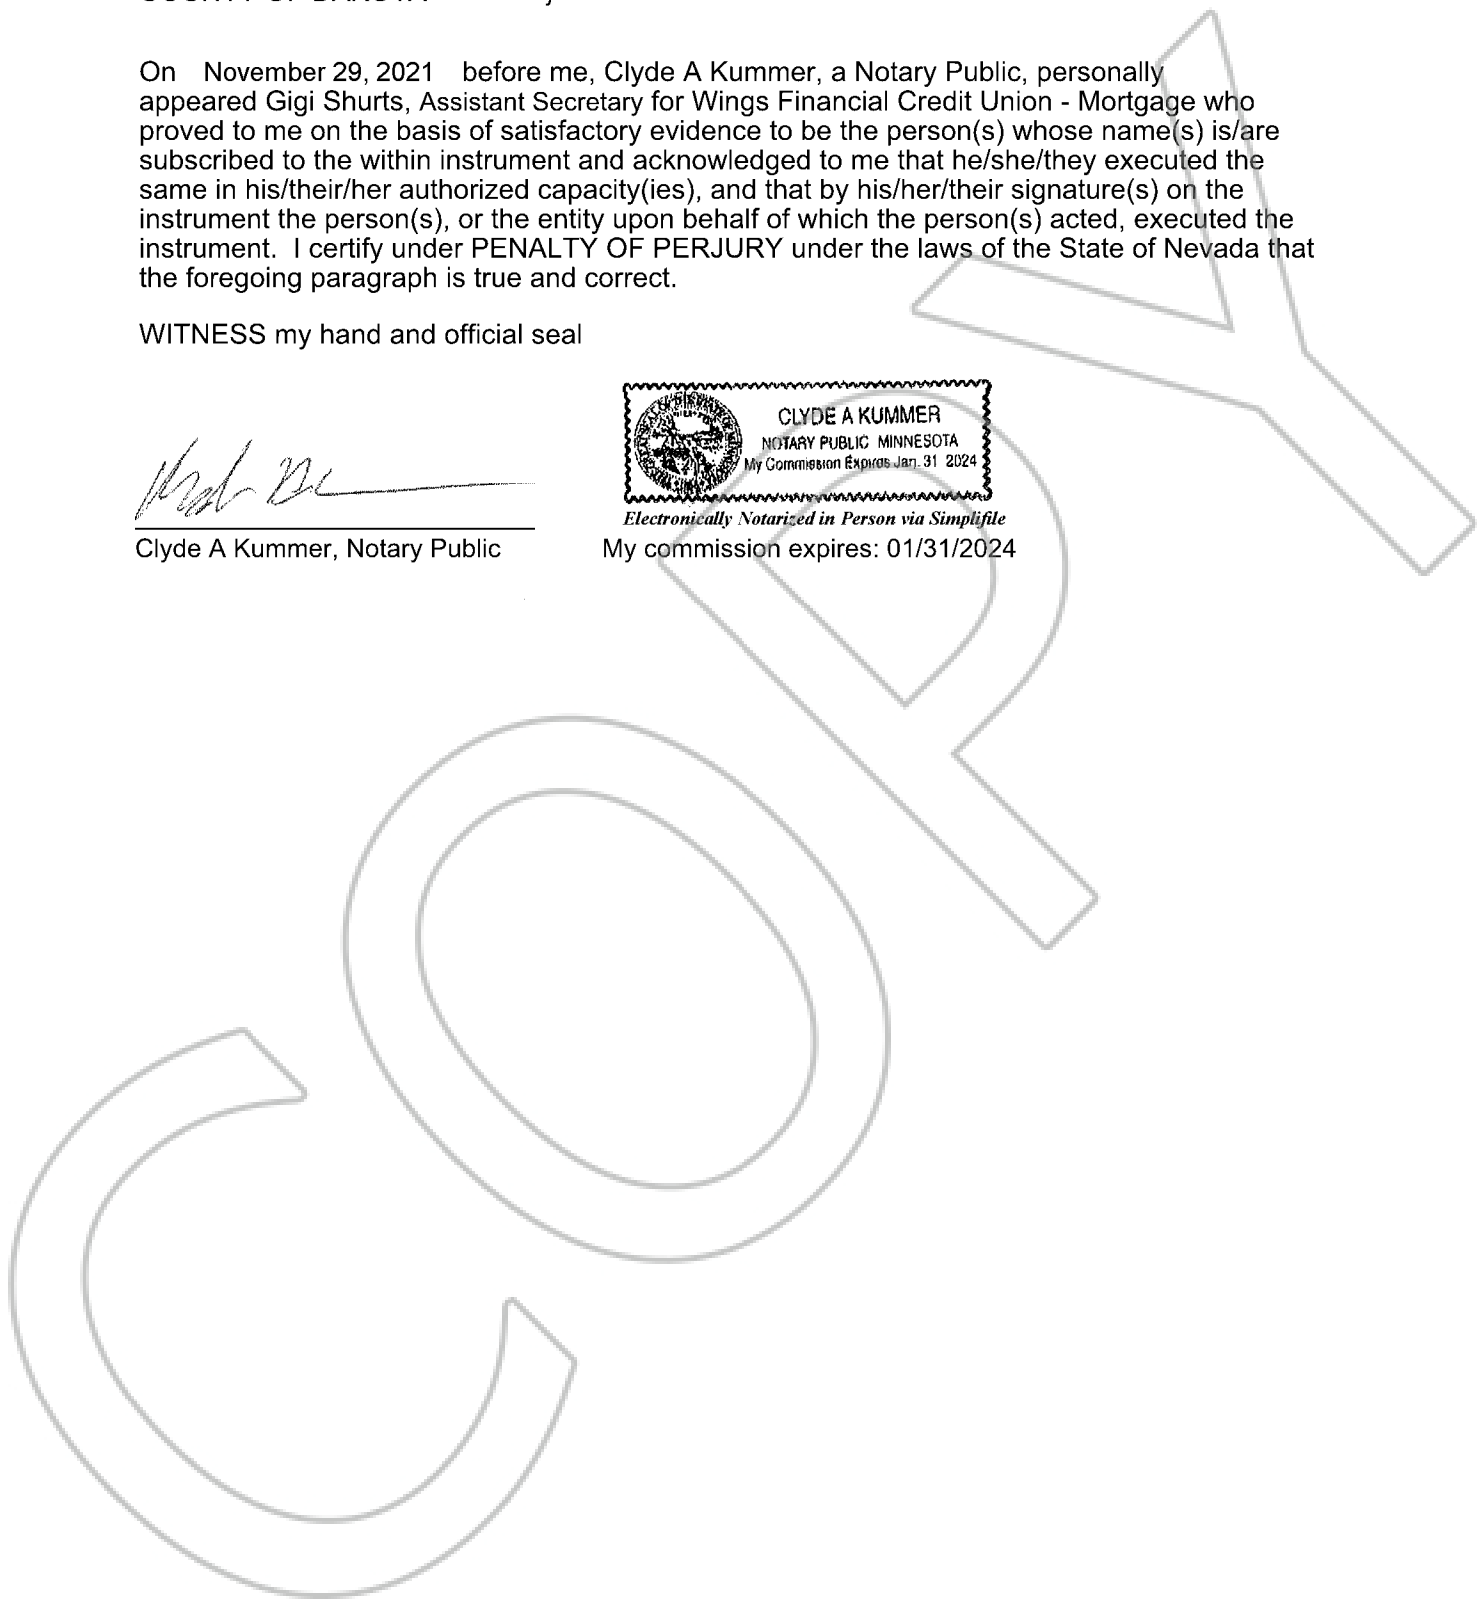 On November 29, 2021 before me, Clyde A Kummer, a Notary Public, personally
appeared Gigi Shurts, Assistant Secretary for Wings Financial Credit Union - Mortgage who
proved to me on the basis of satisfactory evidence to be the person(s) whose name(s) is/are
subscribed to the within instrument and acknowledged to me that he/she/they executed the
same in his/their/her authorized capacity(ies), and that by his/her/their signature(s) on the
instrument the person(s), or the entity upon behalf of which the person(s) acted, executed the
instrument. I certify under PENALTY OF PERJURY under the laws of the State of Nevada that
the foregoing paragraph is true and correct.
WITNESS my hand and official seal
CLYDE A KUMMER
NOTARY PUBLIC MINNESOTA
My Commission Expires Jan. 31 2024
Electronically Notarized in Person via Simplifile
Clyde A Kummer, Notary Public My commission expires: 01/31/2024
COPY